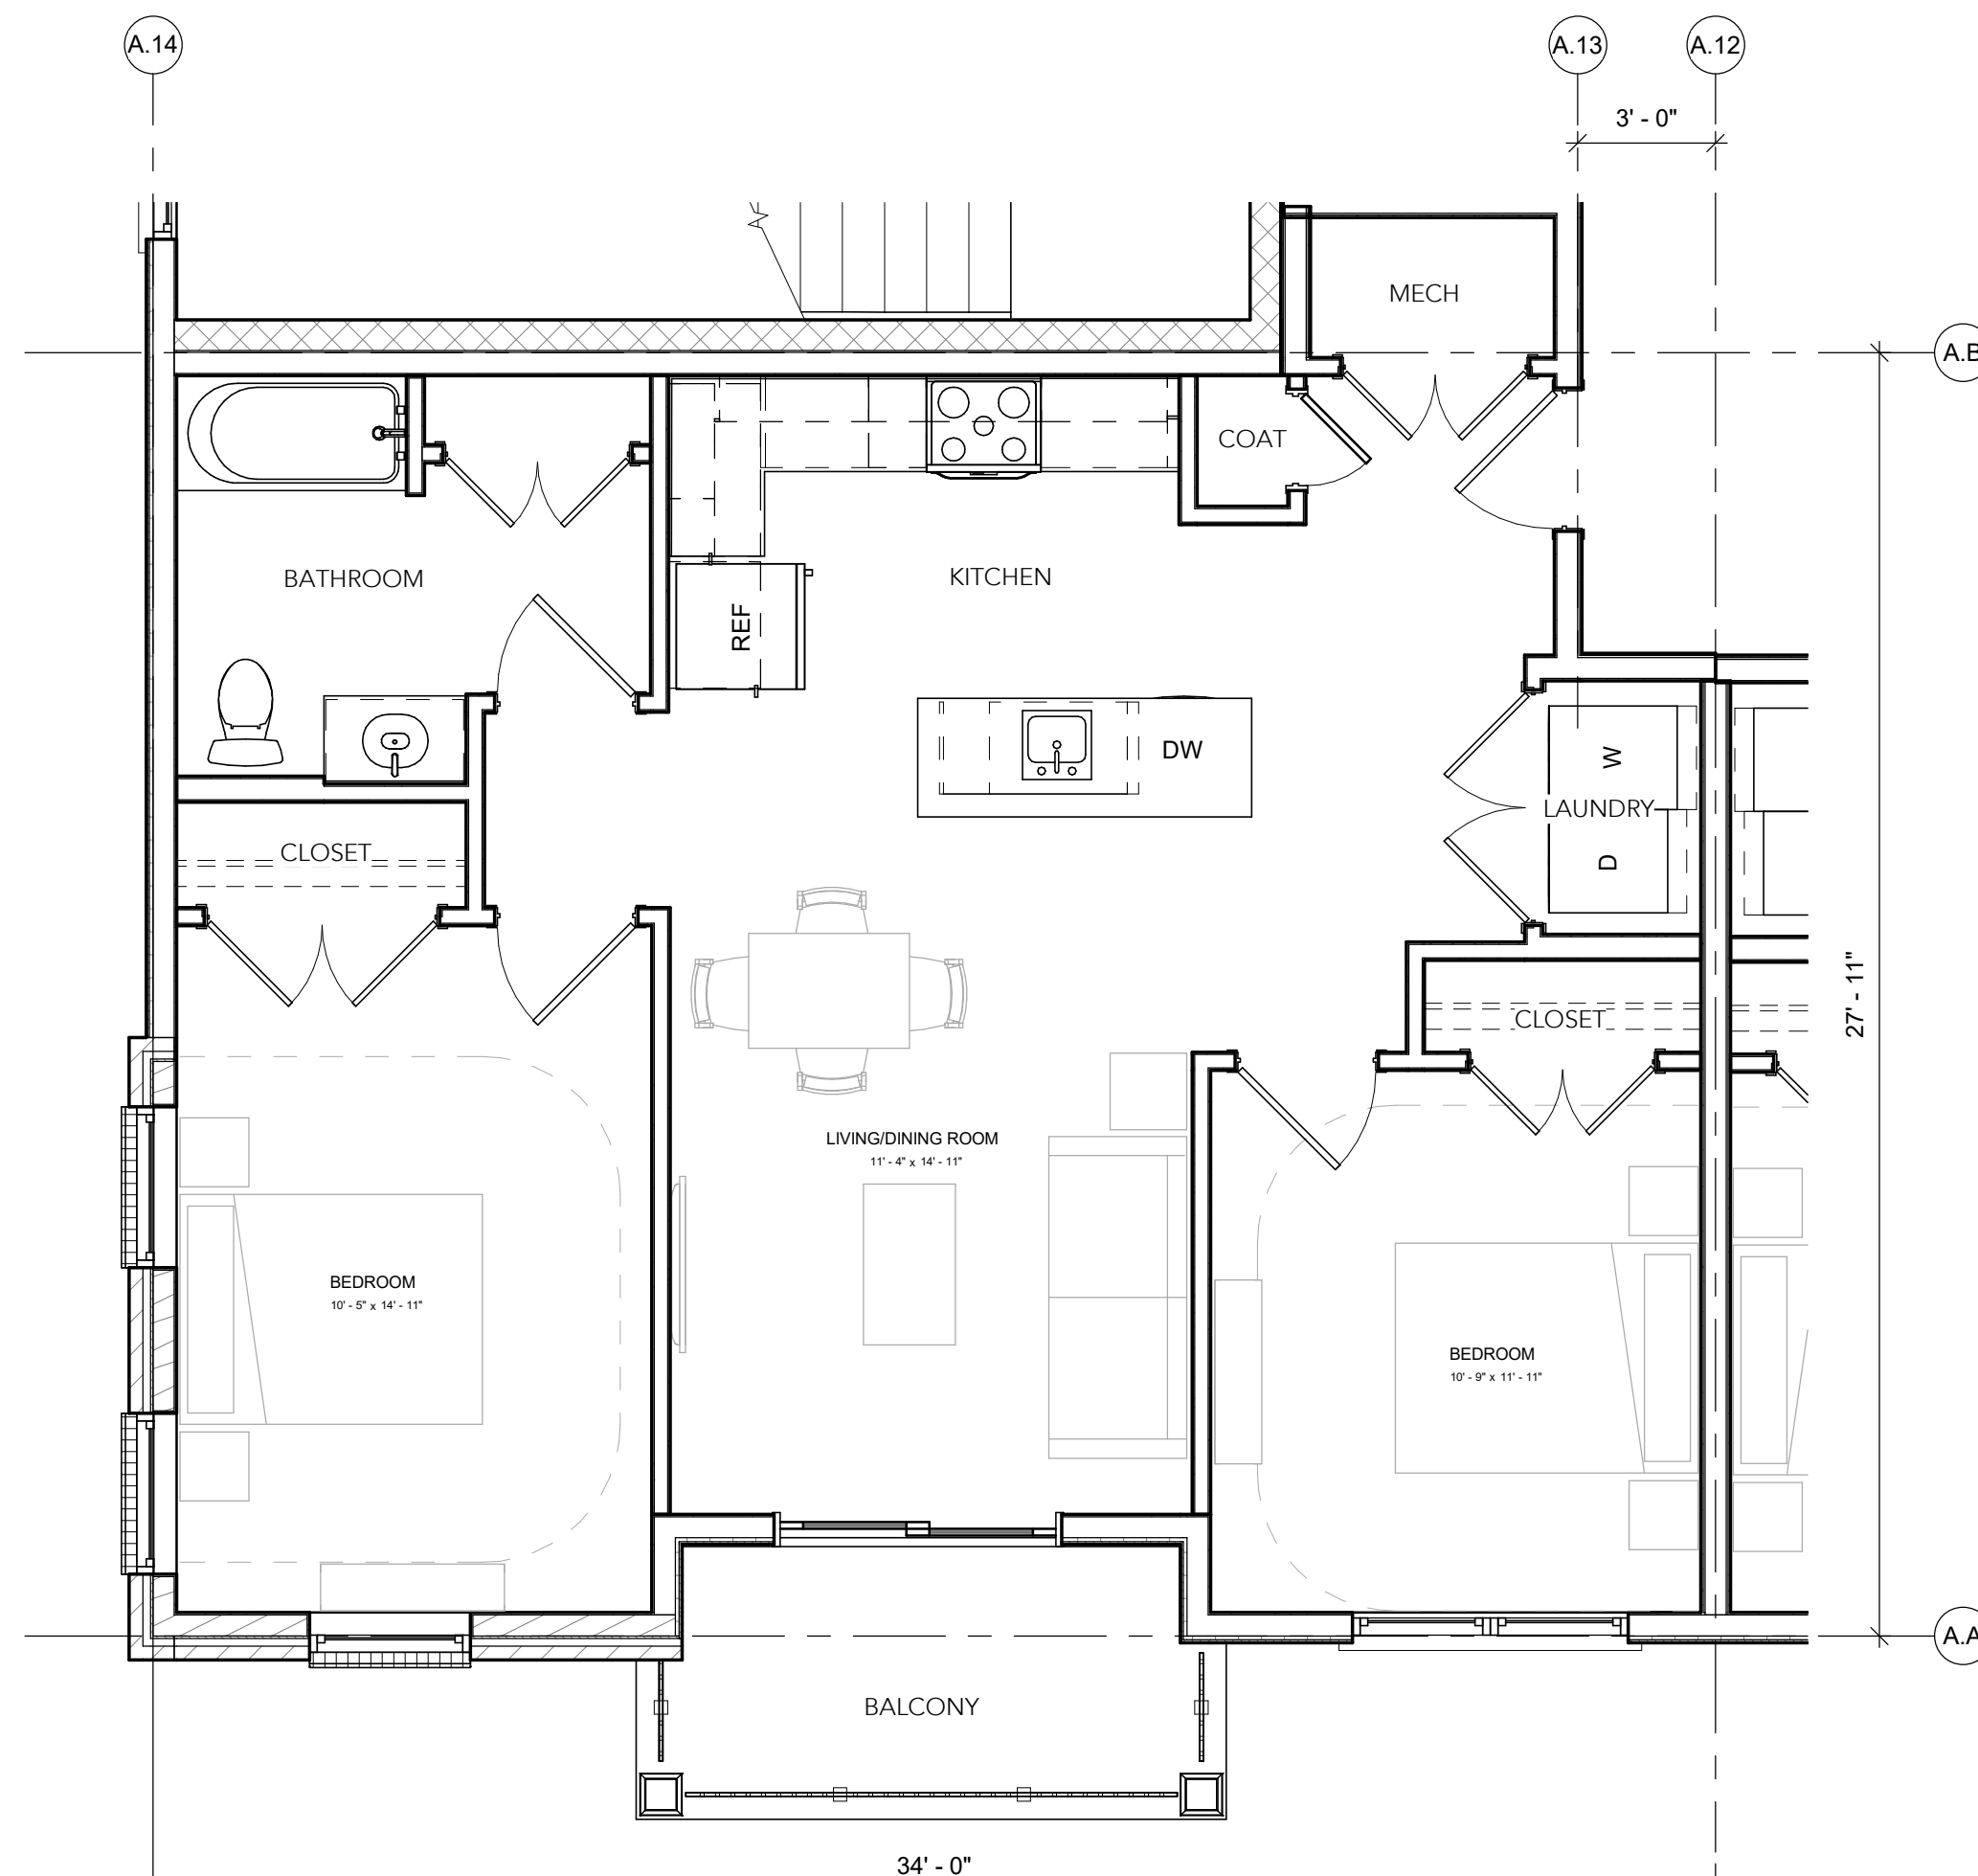 A.14
A.13
A.12
3' - 0"
MECH
A.B
COAT
BATHROOM
KITCHEN
REF
DW
W
LAUNDRY
D
CLOSET
CLOSET
27' - 11"
LIVING/DINING ROOM
11' - 4" x 14' - 11"
BEDROOM
10' - 5" x 14' - 11"
BEDROOM
10' - 9" x 11' - 11"
A.A
BALCONY
34' - 0"